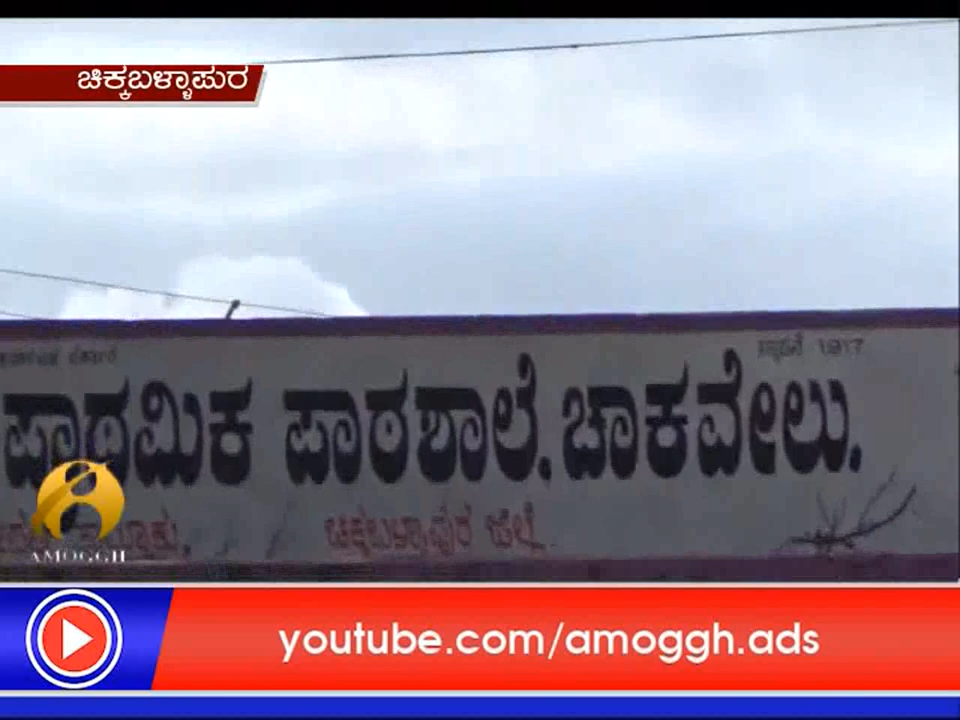 ಚಿಕ್ಕಬಳ್ಳಾಪುರ
ಸ್ಥಾಪನೆ 1917
ಪ್ರಾಥಮಿಕ ಪಾಠಶಾಲೆ. ಚಾಕವೇಲು.
ಚಿಕ್ಕಬಳ್ಳಾಪುರ ಜಿಲ್ಲೆ
AMOGGH
youtube.com/amoggh.ads